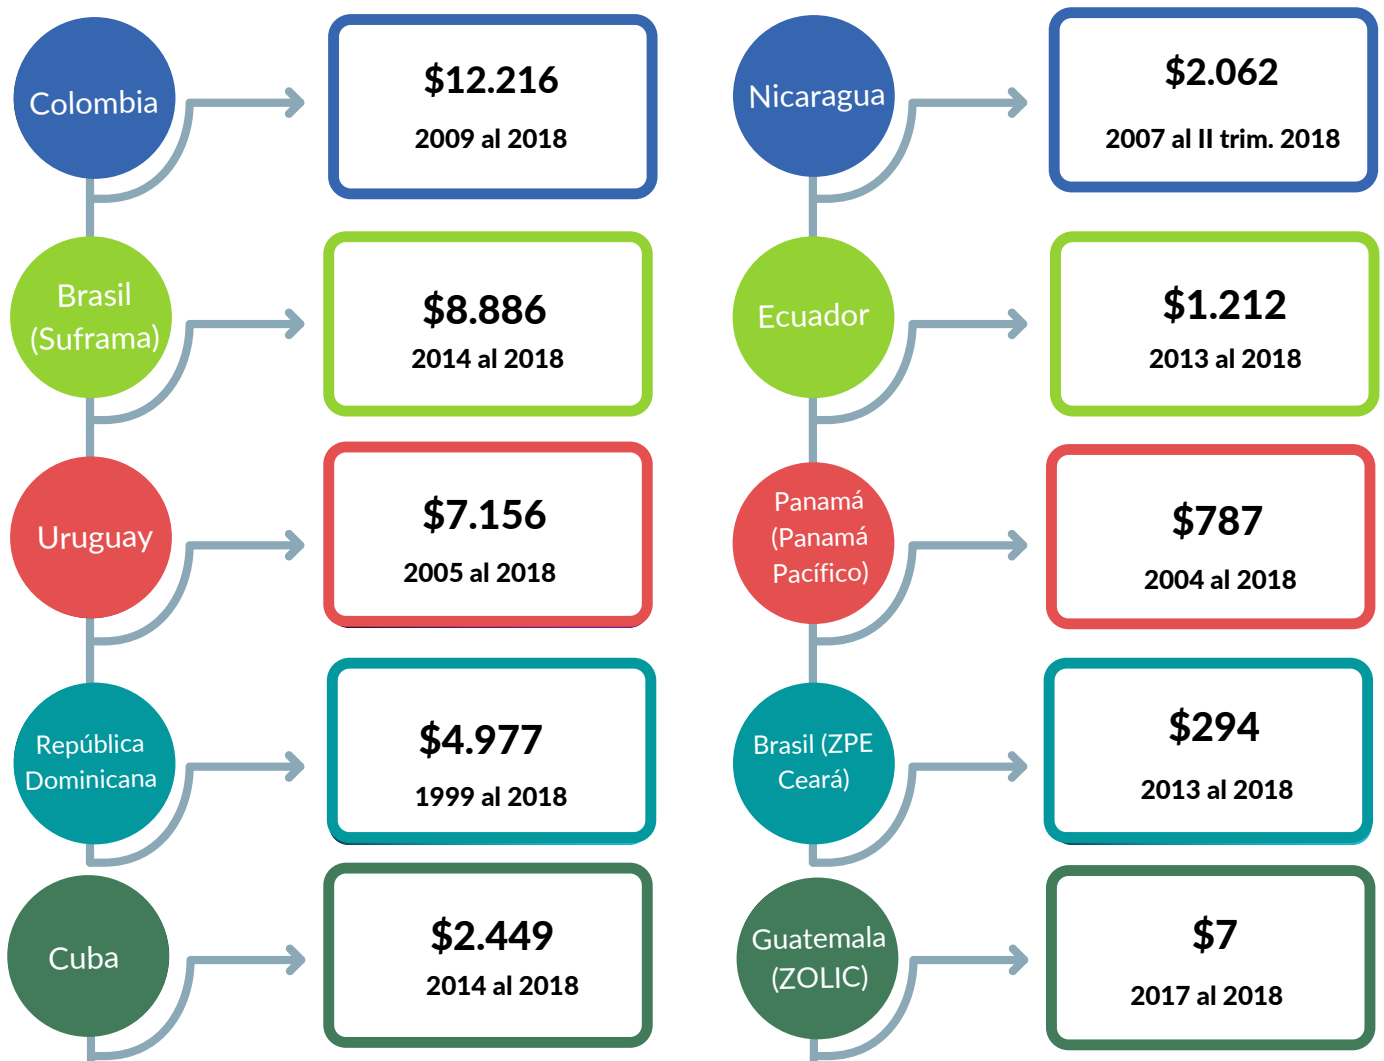 Colombia
$12.216
2009 al 2018
Brasil
(Suframa)
$8.886
2014 al 2018
Uruguay
$7.156
2005 al 2018
República
Dominicana
$4.977
1999 al 2018
Cuba
$2.449
2014 al 2018
Nicaragua
$2.062
2007 al II trim. 2018
Ecuador
$1.212
2013 al 2018
Panamá
(Panamá
Pacífico)
$787
2004 al 2018
Brasil (ZPE
Ceará)
$294
2013 al 2018
Guatemala
(ZOLIC)
$7
2017 al 2018